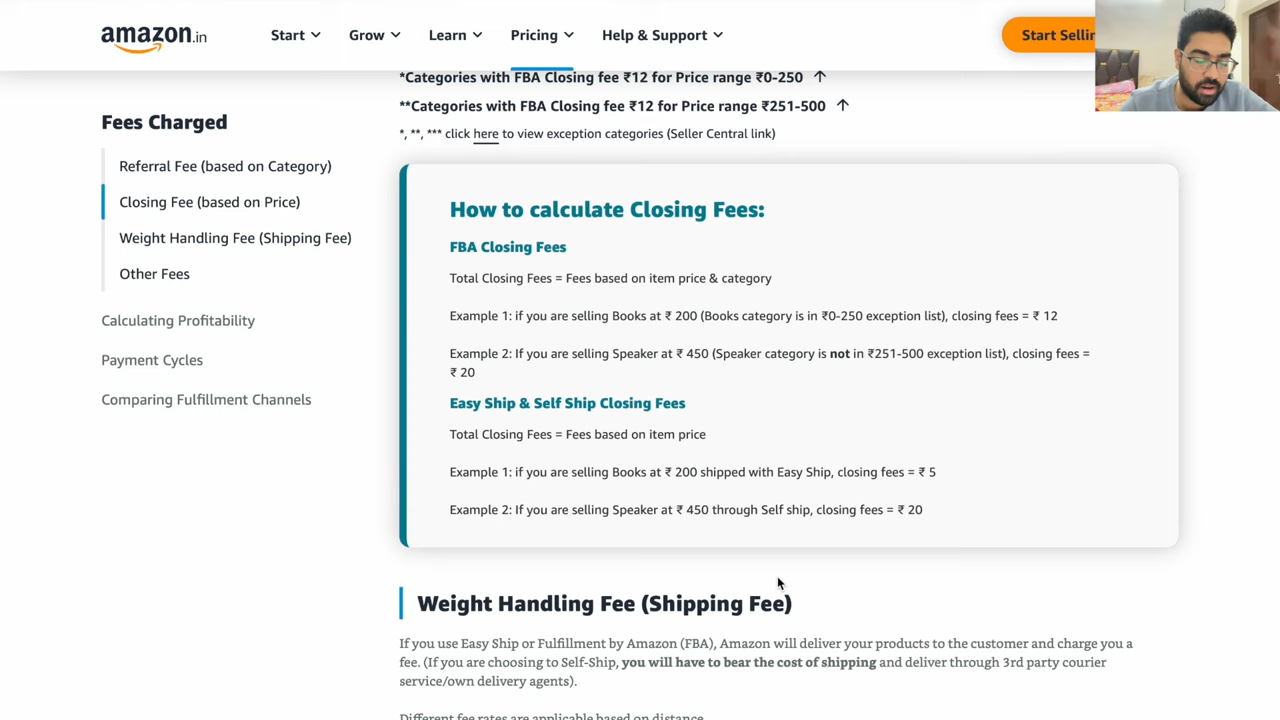 amazon.in
Start
Grow
Learn
Pricing
Help & Support
Start Sellin
*Categories with FBA Closing fee ₹12 for Price range ₹0-250
**Categories with FBA Closing fee ₹12 for Price range ₹251-500
*, **, *** click here to view exception categories (Seller Central link)
Fees Charged
Referral Fee (based on Category)
Closing Fee (based on Price)
Weight Handling Fee (Shipping Fee)
Other Fees
Calculating Profitability
Payment Cycles
Comparing Fulfillment Channels
How to calculate Closing Fees:
FBA Closing Fees
Total Closing Fees = Fees based on item price & category
Example 1: if you are selling Books at ₹ 200 (Books category is in ₹0-250 exception list), closing fees = ₹ 12
Example 2: If you are selling Speaker at ₹ 450 (Speaker category is not in ₹251-500 exception list), closing fees =
₹ 20
Easy Ship & Self Ship Closing Fees
Total Closing Fees = Fees based on item price
Example 1: if you are selling Books at ₹ 200 shipped with Easy Ship, closing fees = ₹ 5
Example 2: If you are selling Speaker at ₹ 450 through Self ship, closing fees = ₹ 20
Weight Handling Fee (Shipping Fee)
If you use Easy Ship or Fulfillment by Amazon (FBA), Amazon will deliver your products to the customer and charge you a
fee. (If you are choosing to Self-Ship, you will have to bear the cost of shipping and deliver through 3rd party courier
service/own delivery agents).
Different fee rates are applicable based on distance